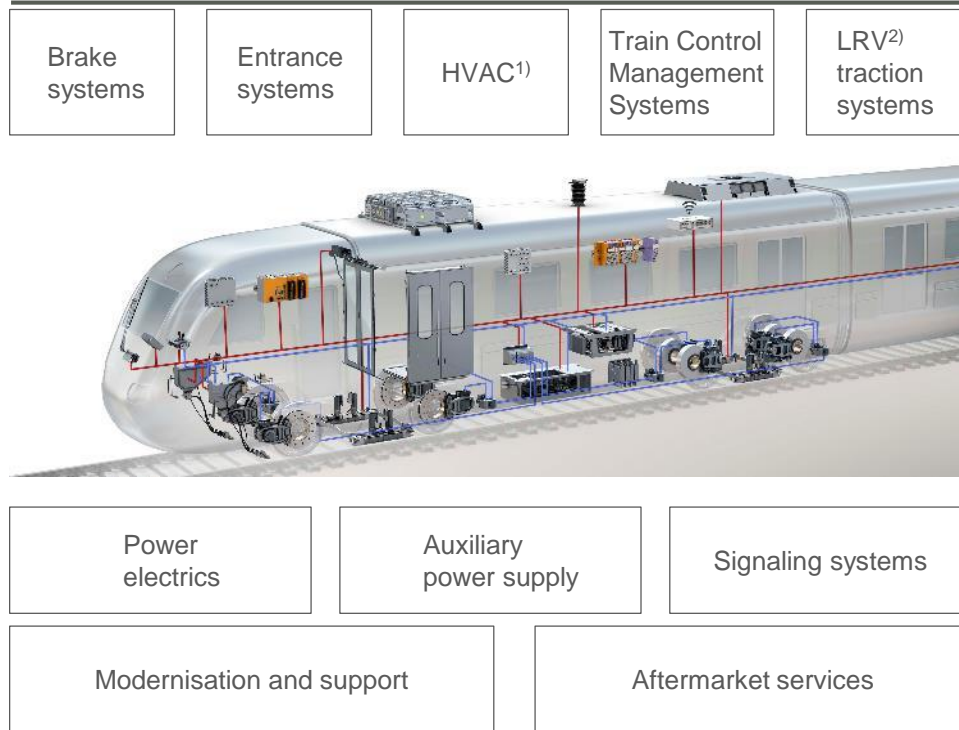 Brake
systems
Entrance
systems
HVAC1)
Train Control
Management
Systems
LRV2)
traction
systems
Power
electrics
Auxiliary
power supply
Signaling systems
Modernisation and support
Aftermarket services